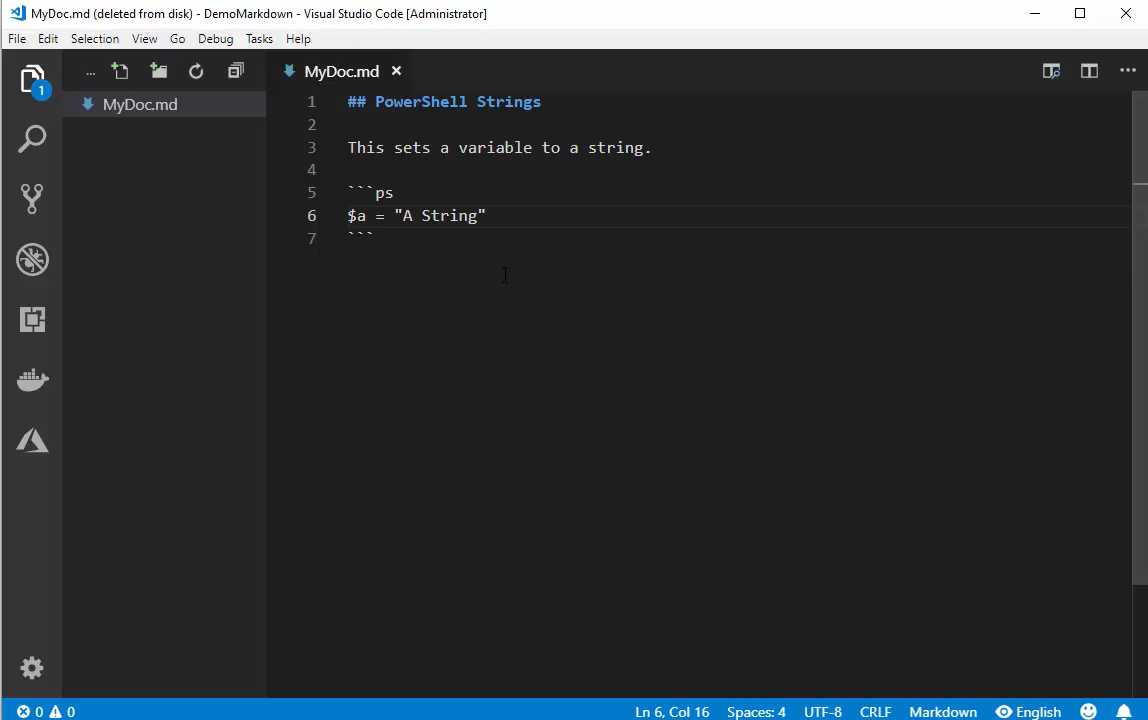 MyDoc.md (deleted from disk) - DemoMarkdown - Visual Studio Code [Administrator]
File Edit Selection View Go Debug Tasks Help
1
...
MyDoc.md
MyDoc.md
1 ## PowerShell Strings
2
3 This sets a variable to a string.
4
5 ```ps
6 $a = "A String"
7 ```
0 0 Ln 6, Col 16 Spaces: 4 UTF-8 CRLF Markdown English